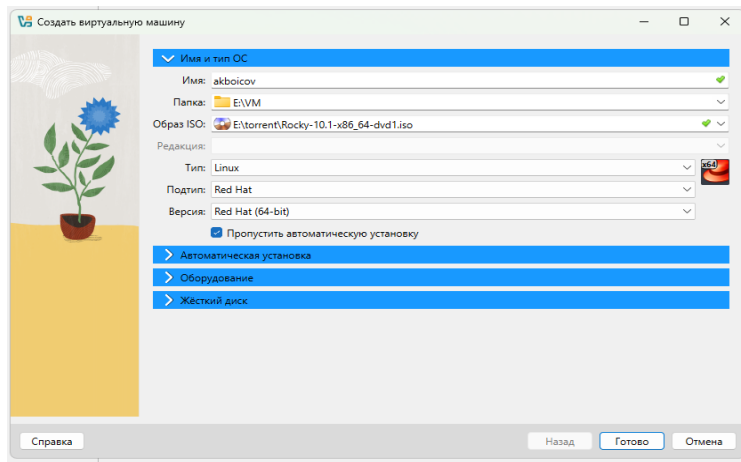 Создать виртуальную машину
Имя и тип ОС
Имя: akboicov
Папка: E:\VM
Образ ISO: E:\torrent\Rocky-10.1-x86_64-dvd1.iso
Редакция:
Тип: Linux
x64
Подтип: Red Hat
Версия: Red Hat (64-bit)
Пропустить автоматическую установку
Автоматическая установка
Оборудование
Жёсткий диск
Справка Назад Готово Отмена